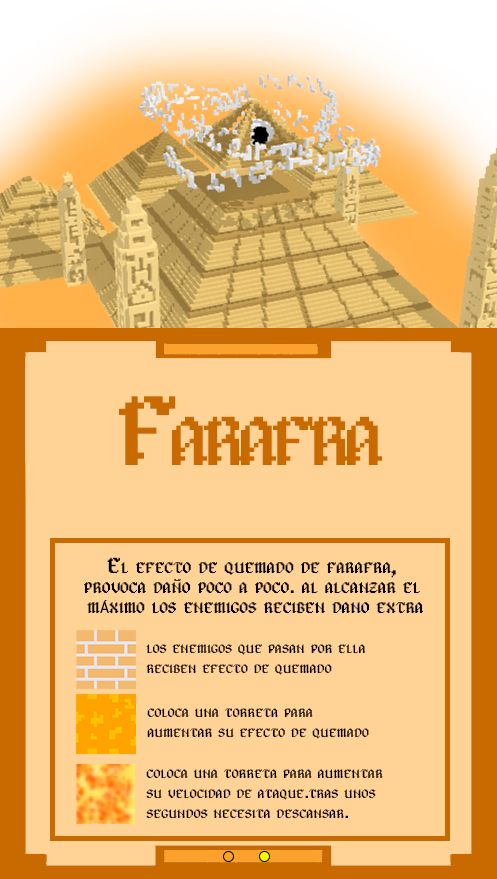 Farafra
El efecto de quemado de farafra,
provoca daño poco a poco. al alcanzar el
máximo los enemigos reciben dano extra
los enemigos que pasan por ella
reciben efecto de quemado
coloca una torreta para
aumentar su efecto de quemado
coloca una torreta para aumentar
su velocidad de ataque.tras unos
segundos necesita descansar.